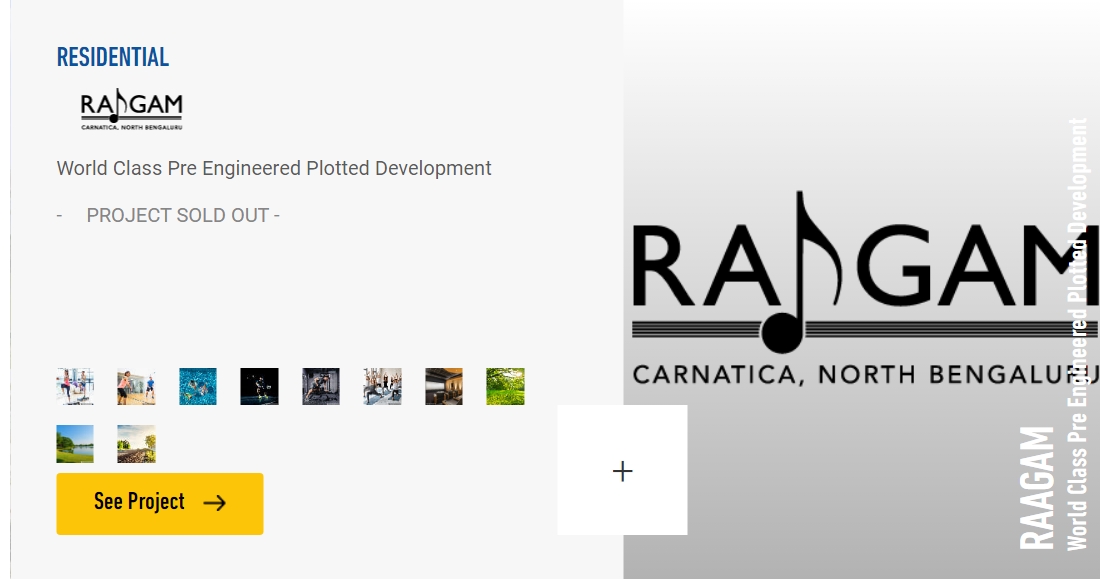 RESIDENTIAL
RAAGAM
CARNATICA, NORTH BENGALURU
World Class Pre Engineered Plotted Development
- PROJECT SOLD OUT -
See Project →
+
RAAGAM
CARNATICA, NORTH BENGALURU
RAAGAM
World Class Pre Engineered Plotted Development